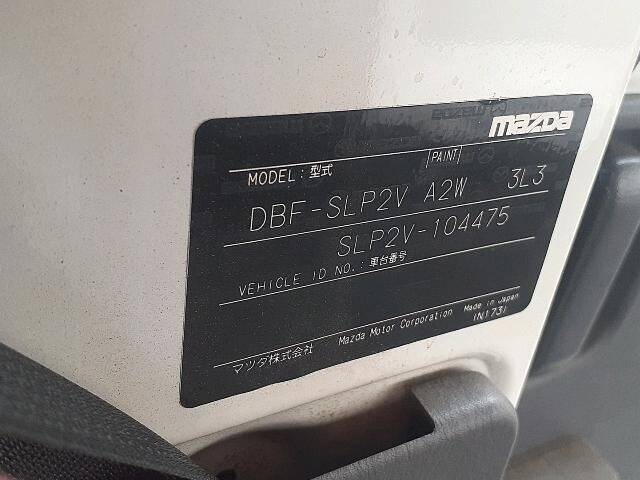 mazda
MODEL:型式 PAINT
DBF-SLP2V A2W 3L3
SLP2V-104475
VEHICLE ID NO.:車台番号
マツダ株式会社 Mazda Motor Corporation Made in Japan
1N1731